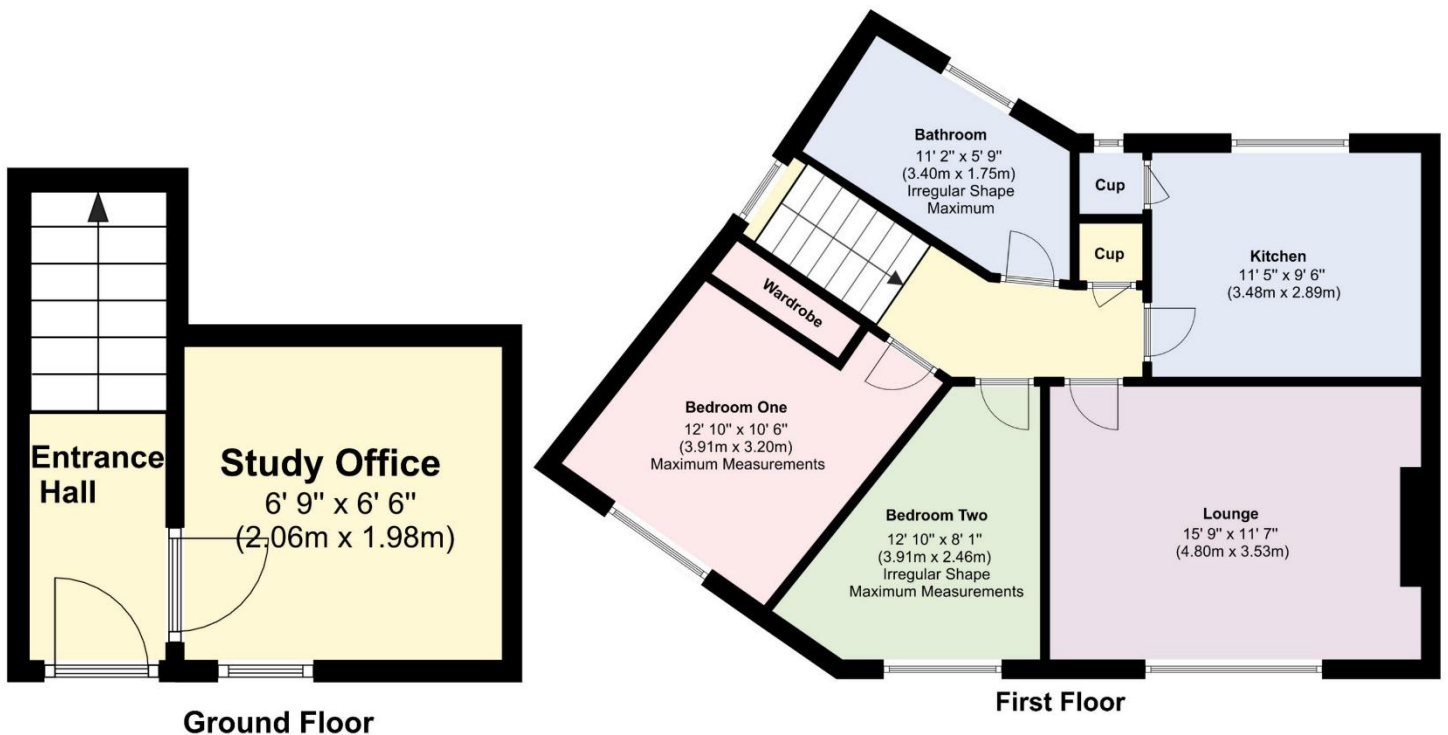 Entrance
Hall
Study Office
6' 9" x 6' 6"
(2.06m x 1.98m)
Ground Floor
Bathroom
11' 2" x 5' 9"
(3.40m x 1.75m)
Irregular Shape
Maximum
Cup
Cup
Kitchen
11' 5" x 9' 6"
(3.48m x 2.89m)
Wardrobe
Bedroom One
12' 10" x 10' 6"
(3.91m x 3.20m)
Maximum Measurements
Bedroom Two
12' 10" x 8' 1"
(3.91m x 2.46m)
Irregular Shape
Maximum Measurements
Lounge
15' 9" x 11' 7"
(4.80m x 3.53m)
First Floor